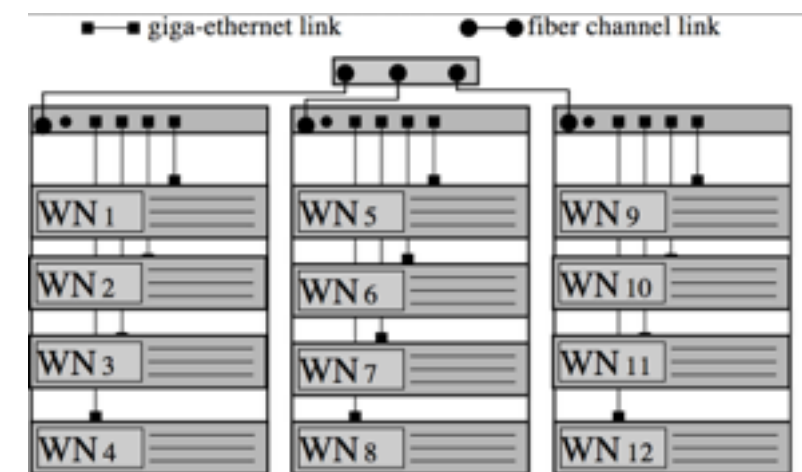 giga-ethernet link
fiber channel link
WN 1
WN 5
WN 9
WN 2
WN 6
WN 10
WN 3
WN 7
WN 11
WN 4
WN 8
WN 12